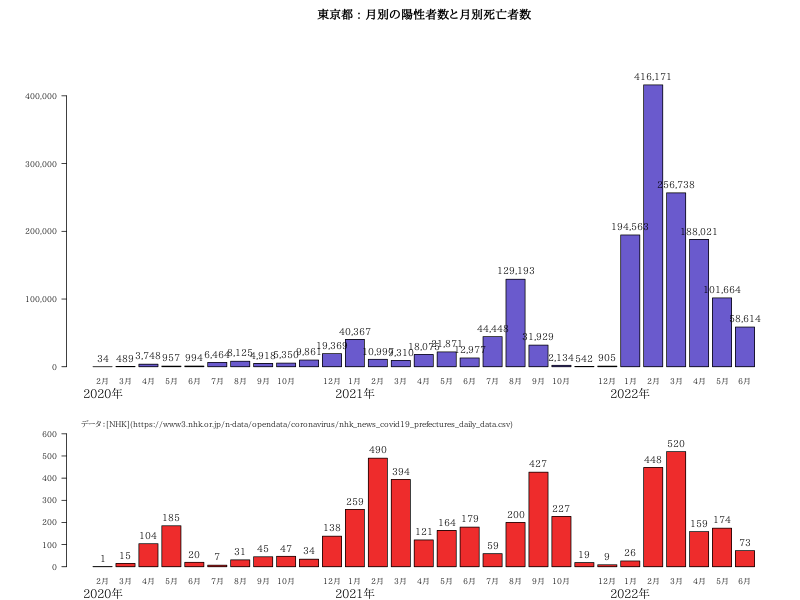 東京都：月別の陽性者数と月別死亡者数
416,171
400,000
300,000
256,738
200,000
194,563
188,021
129,193
100,000
101,664
58,614
44,448
40,367
31,929
34 489 3,748 957 994 6,464 8,125 4,918 5,350 9,861 19,369 10,997 9,310 18,075 21,871 12,977 2,134 542 905
0
2月 3月 4月 5月 6月 7月 8月 9月 10月 12月 1月 2月 3月 4月 5月 6月 7月 8月 9月 10月 12月 1月 2月 3月 4月 5月 6月
2020年 2021年 2022年
データ：[NHK](https://www3.nhk.or.jp/n-data/opendata/coronavirus/nhk_news_covid19_prefectures_daily_data.csv)
600
500
400
300
200
100
0
1 15 104 185 20 7 31 45 47 34 138 259 490 394 121 164 179 59 200 427 227 19 9 26 448 520 159 174 73
2月 3月 4月 5月 6月 7月 8月 9月 10月 12月 1月 2月 3月 4月 5月 6月 7月 8月 9月 10月 12月 1月 2月 3月 4月 5月 6月
2020年 2021年 2022年